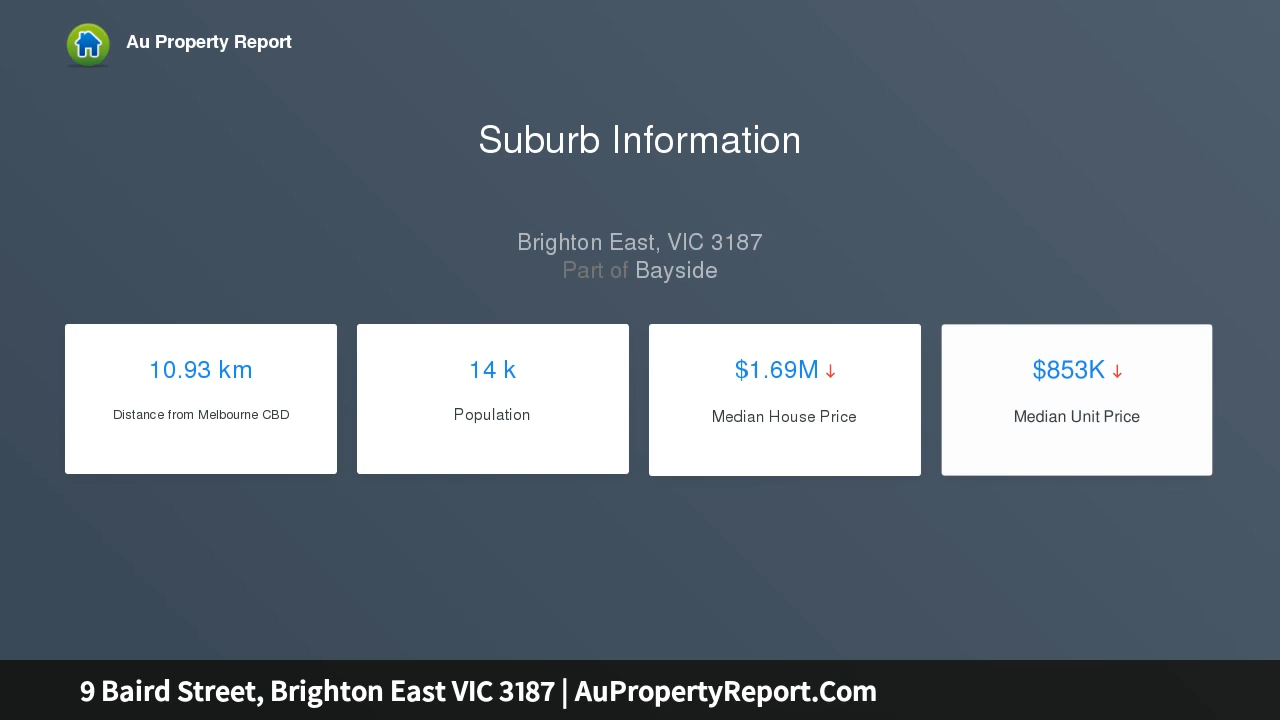 Au Property Report
Suburb Information
Brighton East, VIC 3187
Part of Bayside
10.93 km
Distance from Melbourne CBD
14 k
Population
$1.69M ↓
Median House Price
$853K ↓
Median Unit Price
9 Baird Street, Brighton East VIC 3187 | AuPropertyReport.Com